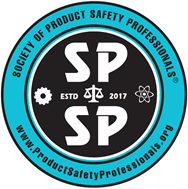 SOCIETY OF PRODUCT SAFETY PROFESSIONALS®
SP
ESTD 2017
SP
www.ProductSafetyProfessionals.org